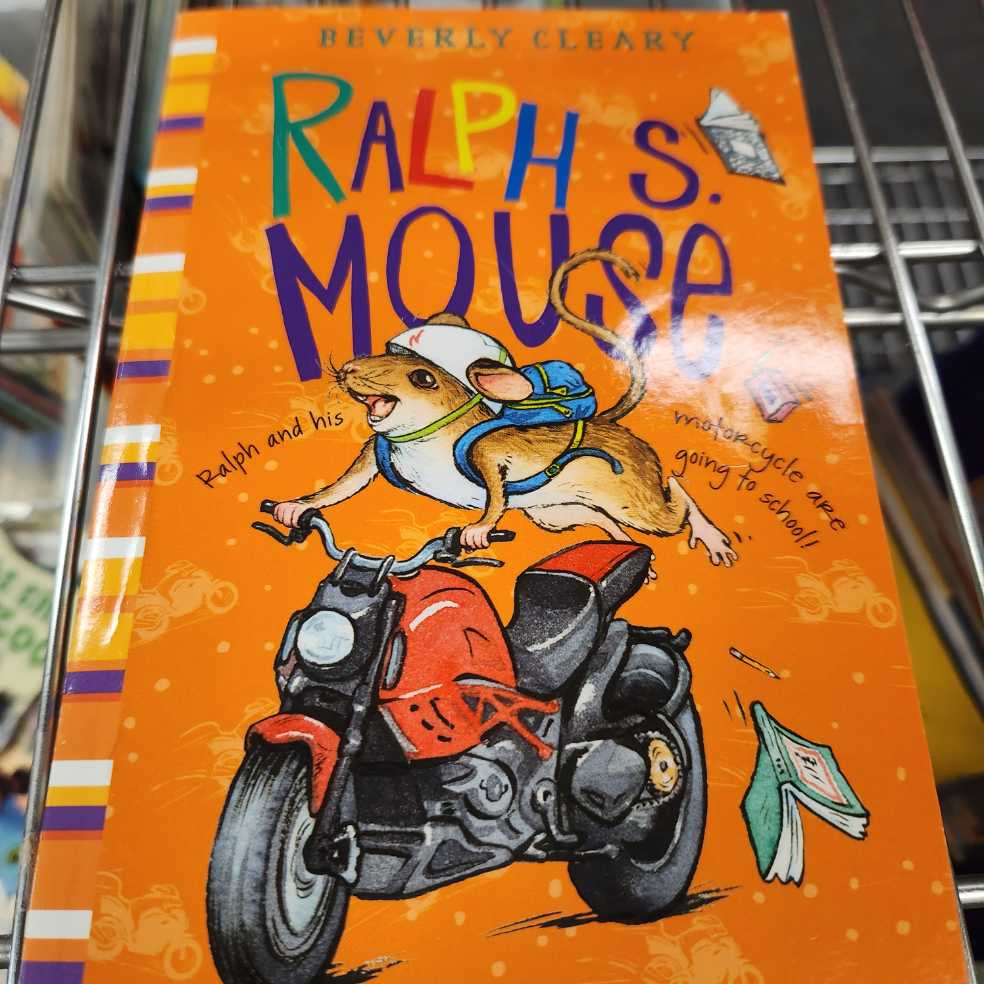 BEVERLY CLEARY
RALPH S.
MOUSe
Ralph and his
motorcycle are
going to school!